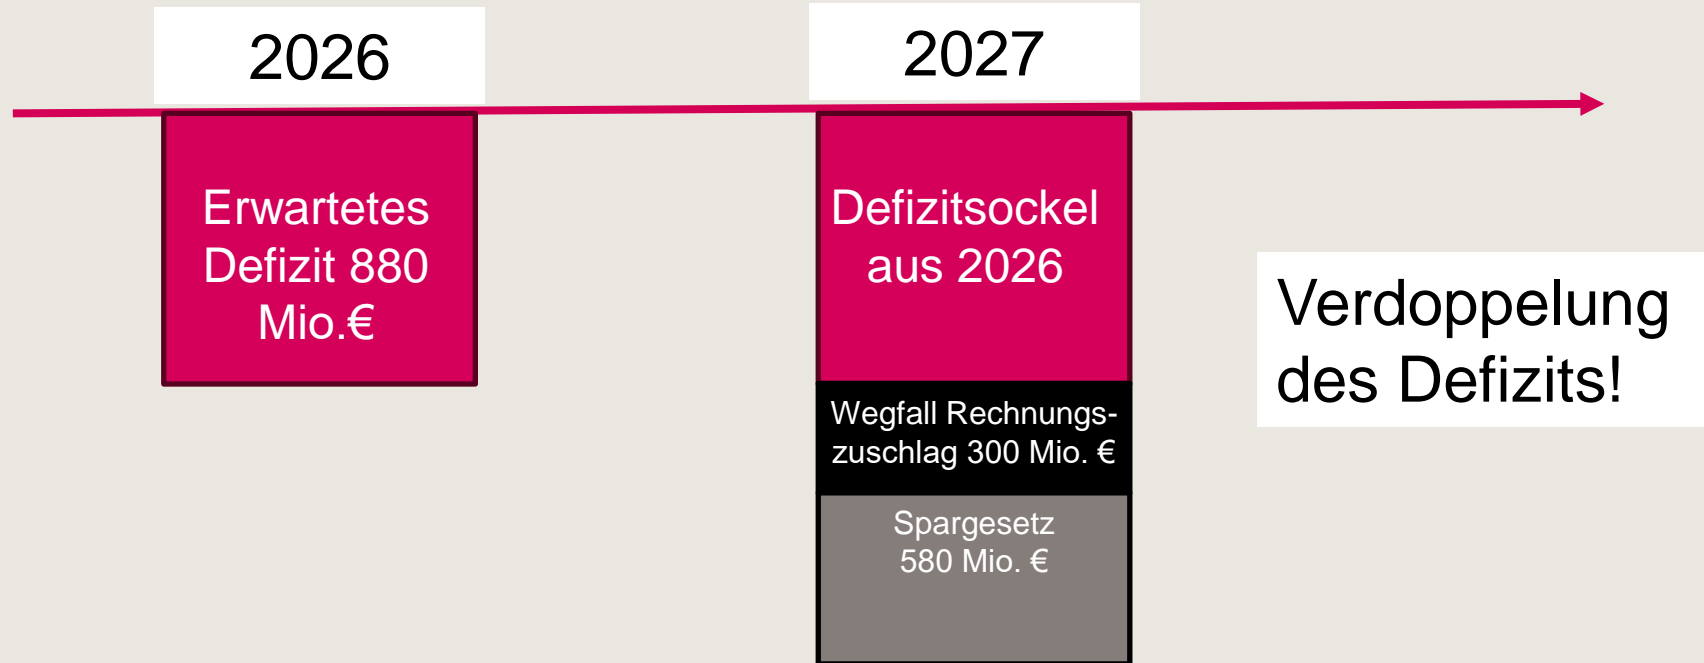 2026
2027
Erwartetes
Defizit 880
Mio.€
Defizitsockel
aus 2026
Wegfall Rechnungs-
zuschlag 300 Mio. €
Spargesetz
580 Mio. €
Verdoppelung
des Defizits!